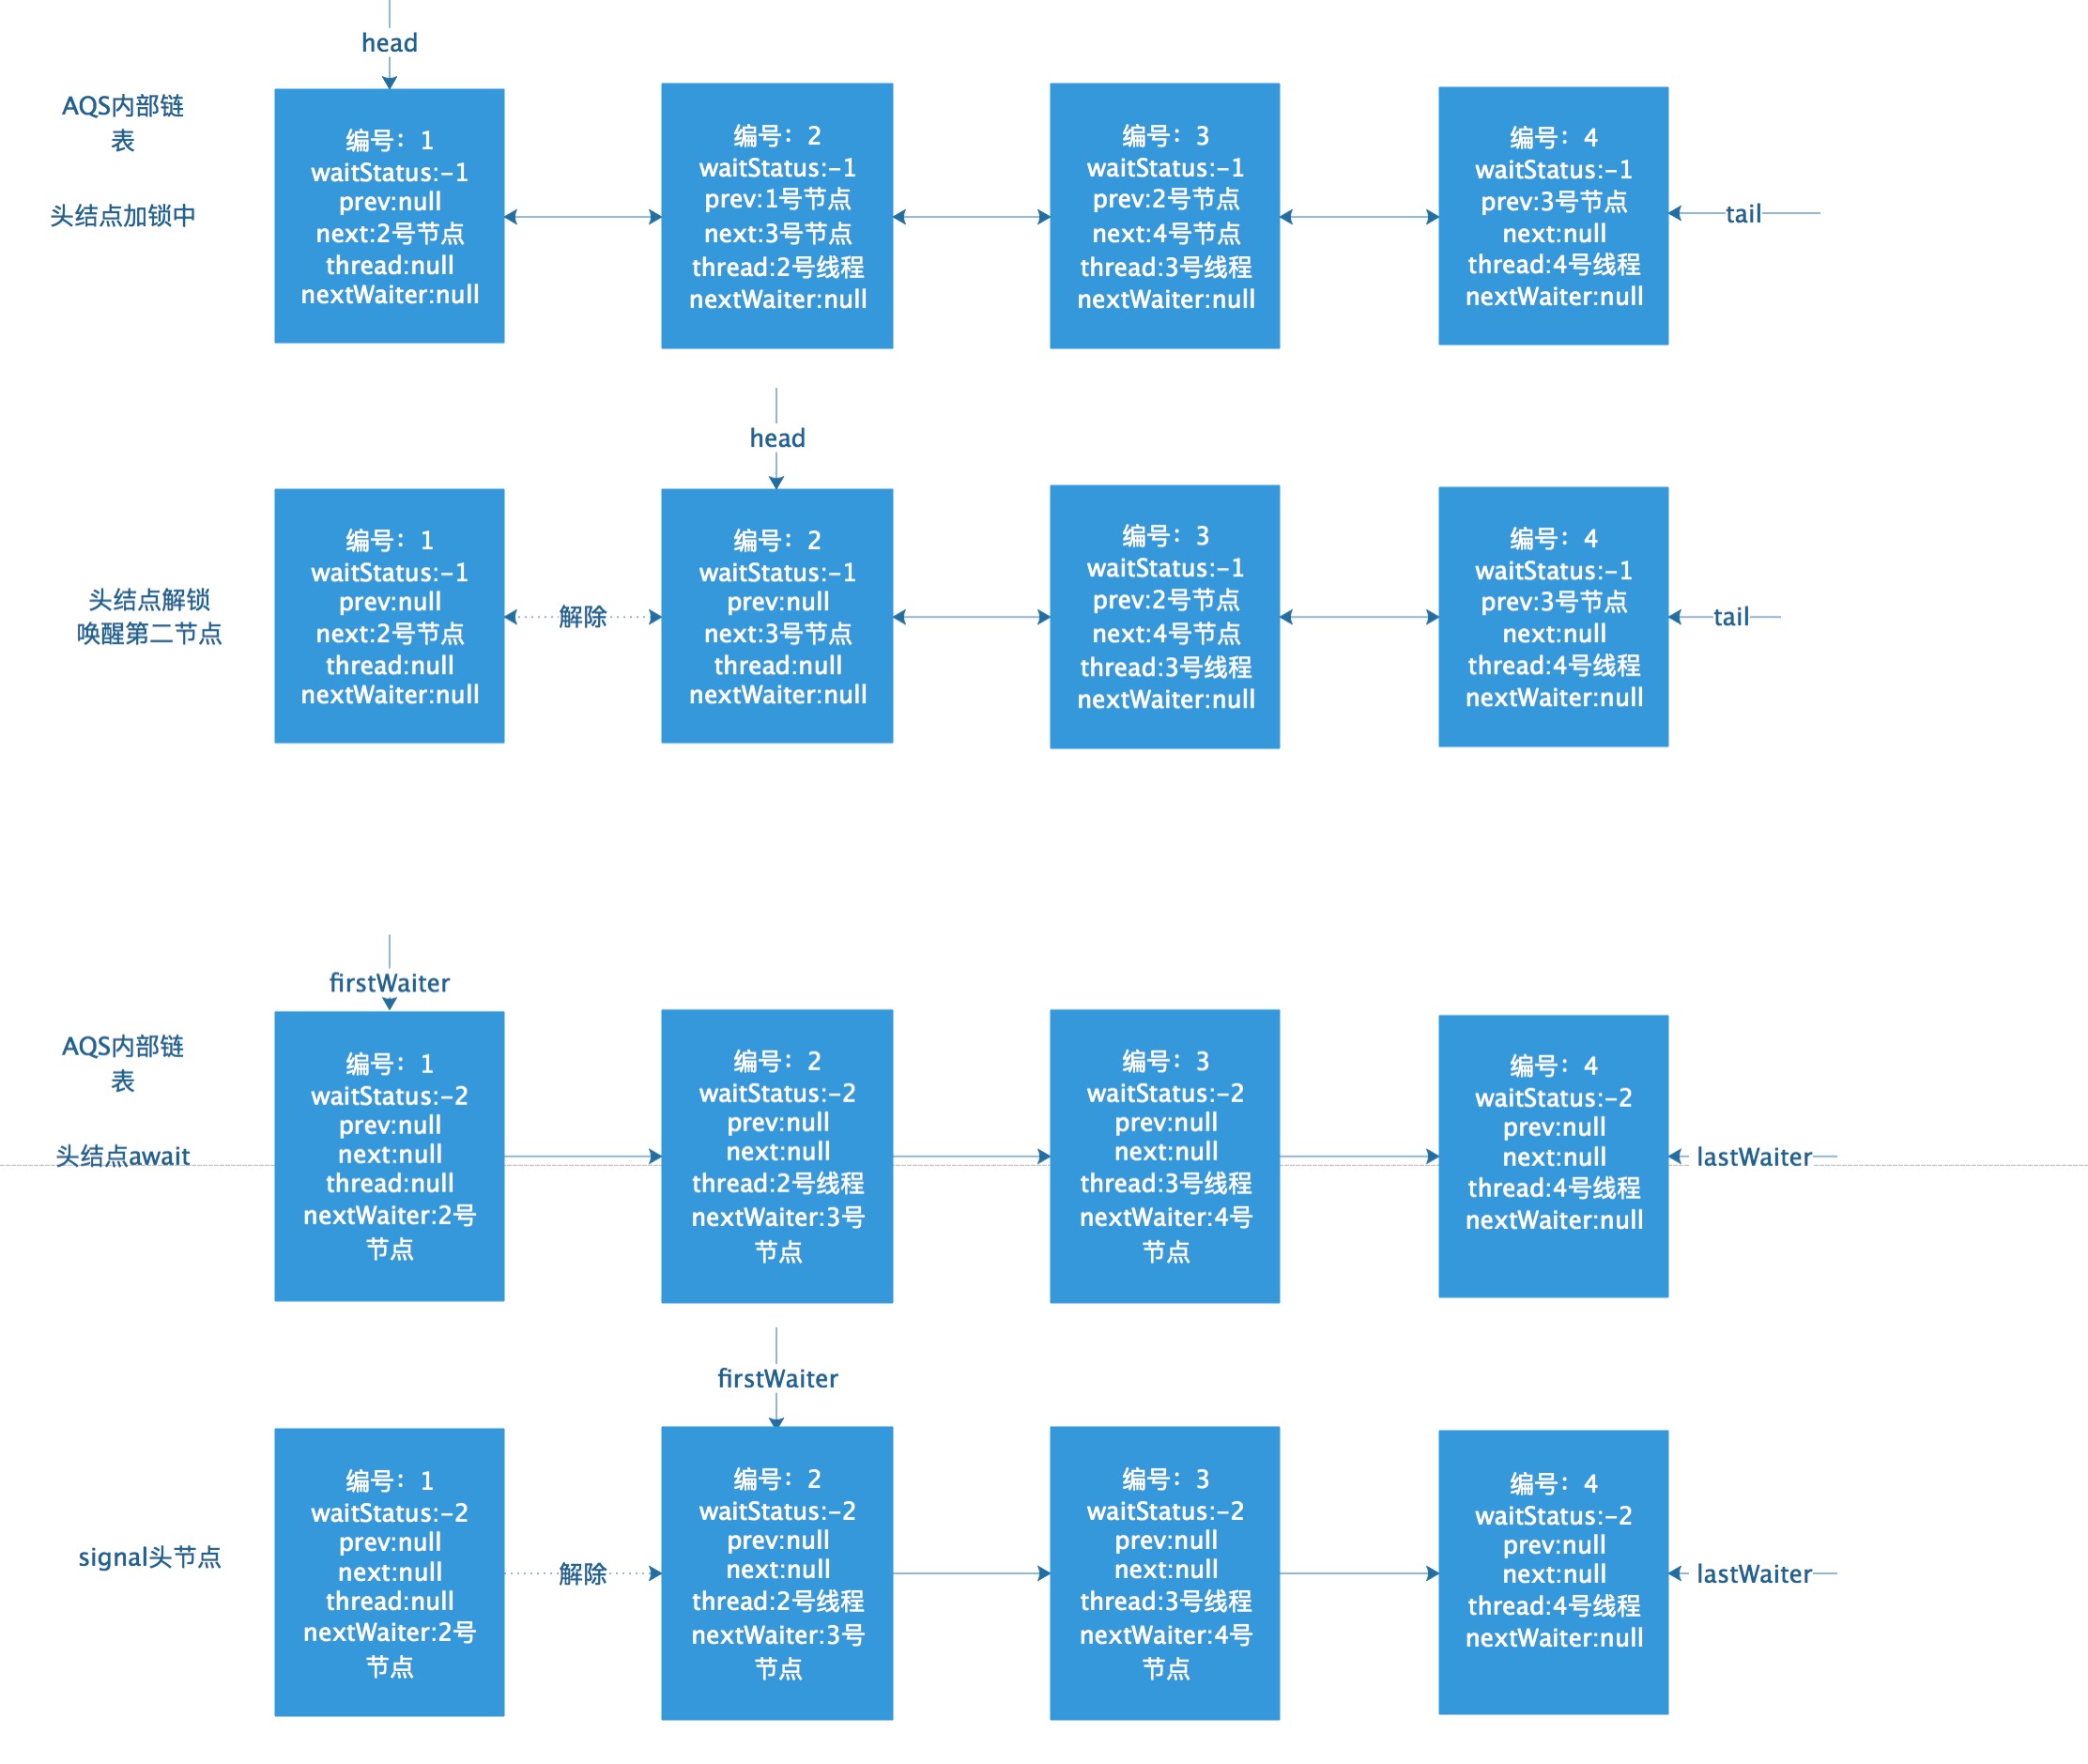 head
AQS内部链
表
头结点加锁中
编号：1
waitStatus:-1
prev:null
next:2号节点
thread:null
nextWaiter:null
编号：2
waitStatus:-1
prev:1号节点
next:3号节点
thread:2号线程
nextWaiter:null
编号：3
waitStatus:-1
prev:2号节点
next:4号节点
thread:3号线程
nextWaiter:null
编号：4
waitStatus:-1
prev:3号节点
next:null
thread:4号线程
nextWaiter:null
tail
head
头结点解锁
唤醒第二节点
编号：1
waitStatus:-1
prev:null
next:2号节点
thread:null
nextWaiter:null
解除
编号：2
waitStatus:-1
prev:null
next:3号节点
thread:null
nextWaiter:null
编号：3
waitStatus:-1
prev:2号节点
next:4号节点
thread:3号线程
nextWaiter:null
编号：4
waitStatus:-1
prev:3号节点
next:null
thread:4号线程
nextWaiter:null
tail
firstWaiter
AQS内部链
表
头结点await
编号：1
waitStatus:-2
prev:null
next:null
thread:null
nextWaiter:2号
节点
编号：2
waitStatus:-2
prev:null
next:null
thread:2号线程
nextWaiter:3号
节点
编号：3
waitStatus:-2
prev:null
next:null
thread:3号线程
nextWaiter:4号
节点
编号：4
waitStatus:-2
prev:null
next:null
thread:4号线程
nextWaiter:null
lastWaiter
firstWaiter
signal头节点
编号：1
waitStatus:-2
prev:null
next:null
thread:null
nextWaiter:2号
节点
解除
编号：2
waitStatus:-2
prev:null
next:null
thread:2号线程
nextWaiter:3号
节点
编号：3
waitStatus:-2
prev:null
next:null
thread:3号线程
nextWaiter:4号
节点
编号：4
waitStatus:-2
prev:null
next:null
thread:4号线程
nextWaiter:null
lastWaiter